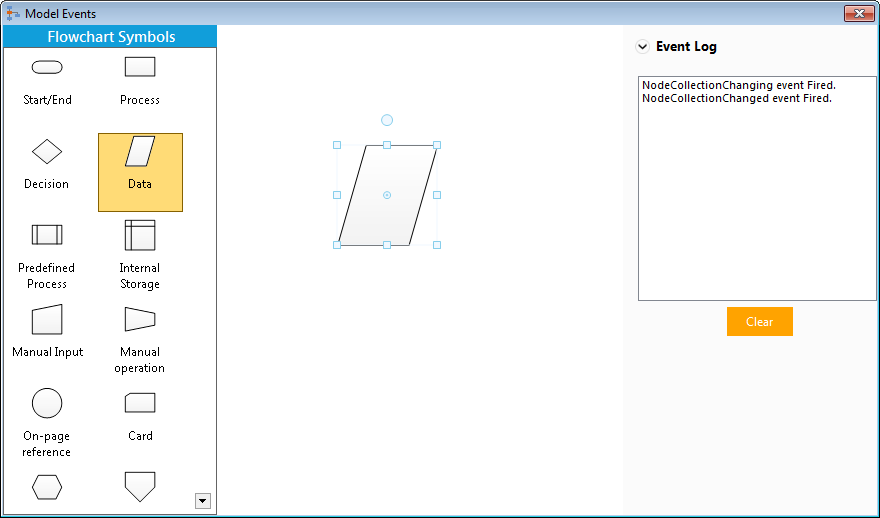 Model Events
Flowchart Symbols
Start/End
Process
Decision
Data
Predefined
Process
Internal
Storage
Manual Input
Manual
operation
On-page
reference
Card
Event Log
NodeCollectionChanging event Fired.
NodeCollectionChanged event Fired.
Clear